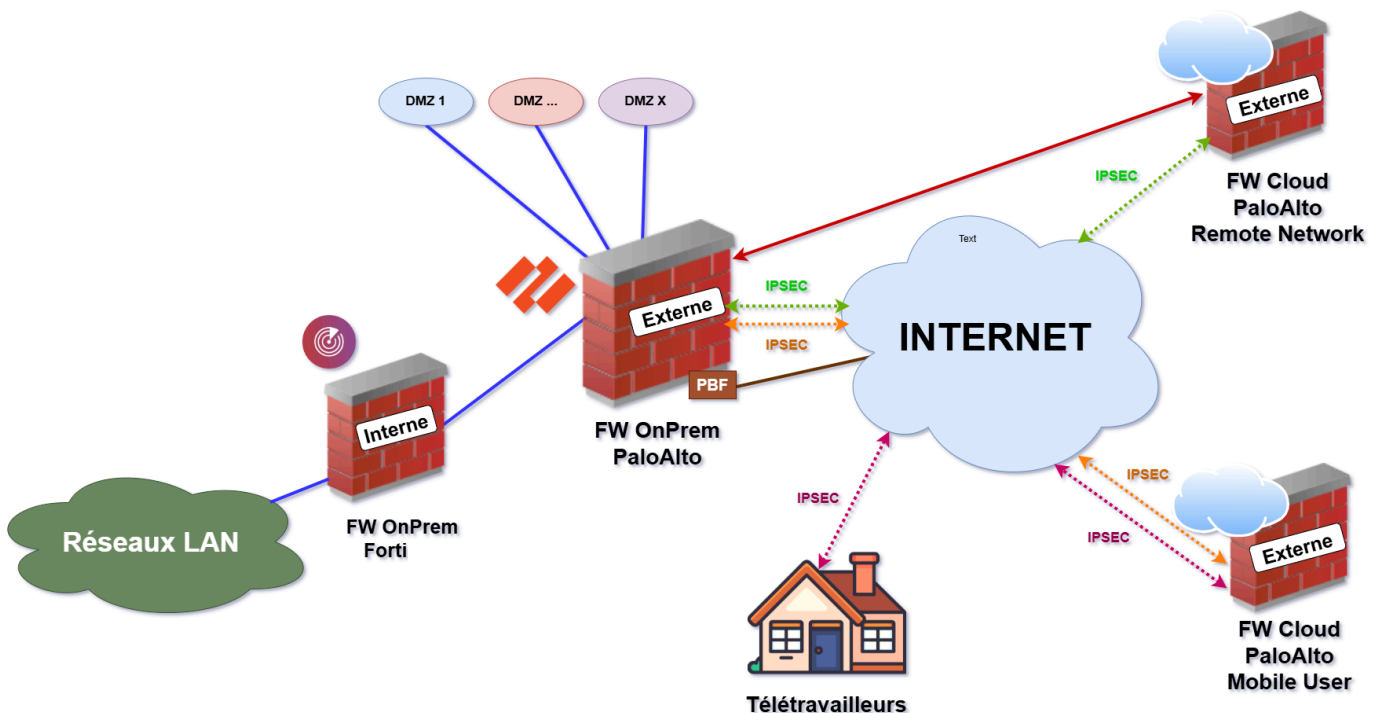 DMZ 1
DMZ ...
DMZ X
Externe
IPSEC
FW Cloud
PaloAlto
Remote Network
Text
Externe
IPSEC
IPSEC
INTERNET
PBF
Interne
FW OnPrem
PaloAlto
IPSEC
IPSEC
IPSEC
FW OnPrem
Forti
Réseaux LAN
Externe
FW Cloud
PaloAlto
Mobile User
Télétravailleurs